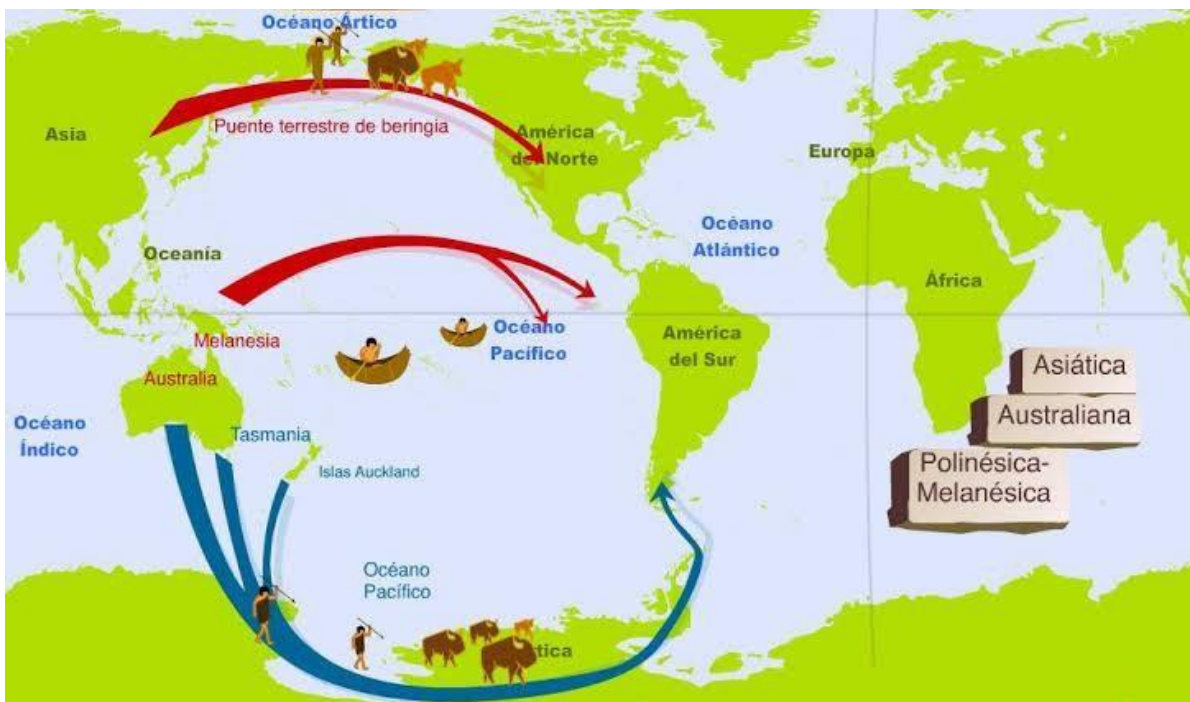 Océano Ártico
Asia
Puente terrestre de beringia
América
del Norte
Europa
Océano
Atlántico
Oceanía
África
Melanesia
Océano
Pacífico
América
del Sur
Australia
Asiática
Australiana
Océano
Índico
Tasmania
Islas Auckland
Polinésica-
Melanésica
Océano
Pacífico
rtica